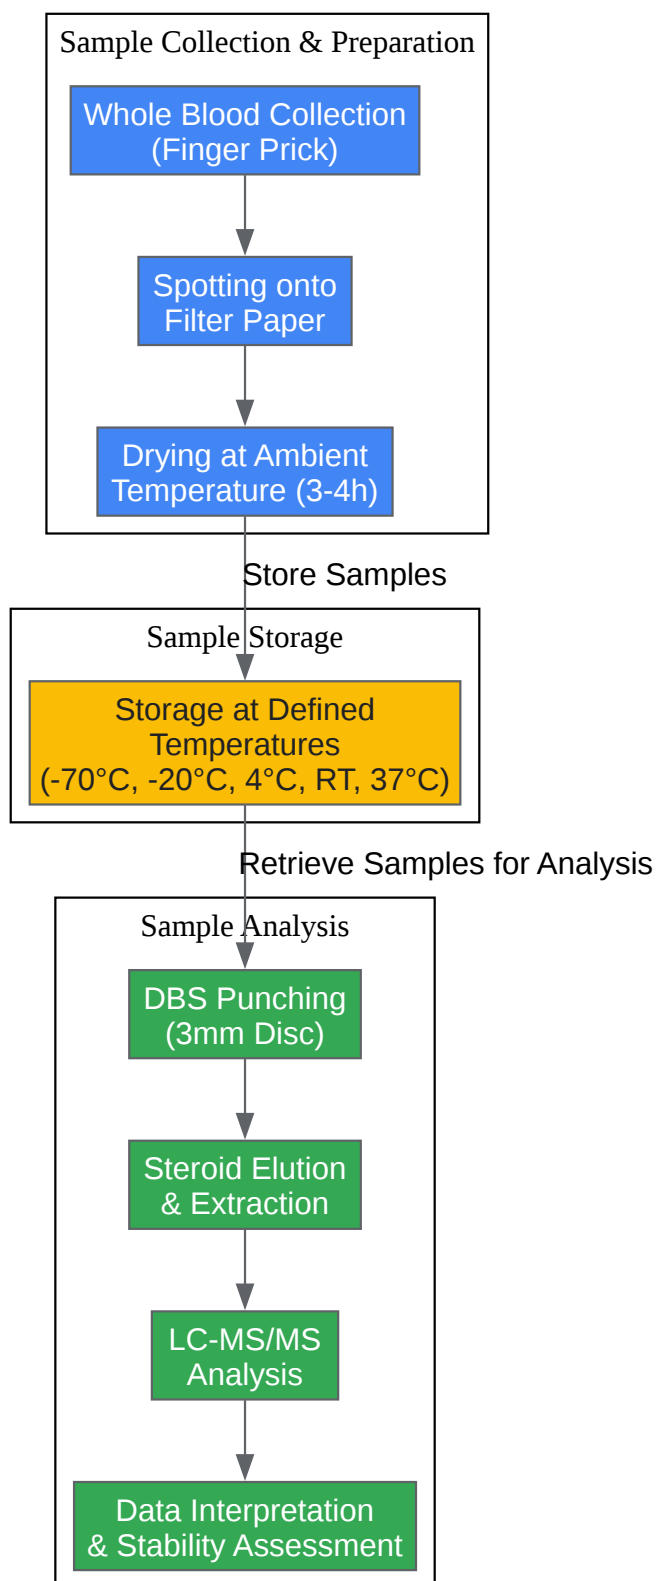 Sample Collection & Preparation
Whole Blood Collection
(Finger Prick)
Spotting onto
Filter Paper
Drying at Ambient
Temperature (3-4h)
Store Samples
Sample Storage
Storage at Defined
Temperatures
(-70°C, -20°C, 4°C, RT, 37°C)
Retrieve Samples for Analysis
Sample Analysis
DBS Punching
(3mm Disc)
Steroid Elution
& Extraction
LC-MS/MS
Analysis
Data Interpretation
& Stability Assessment